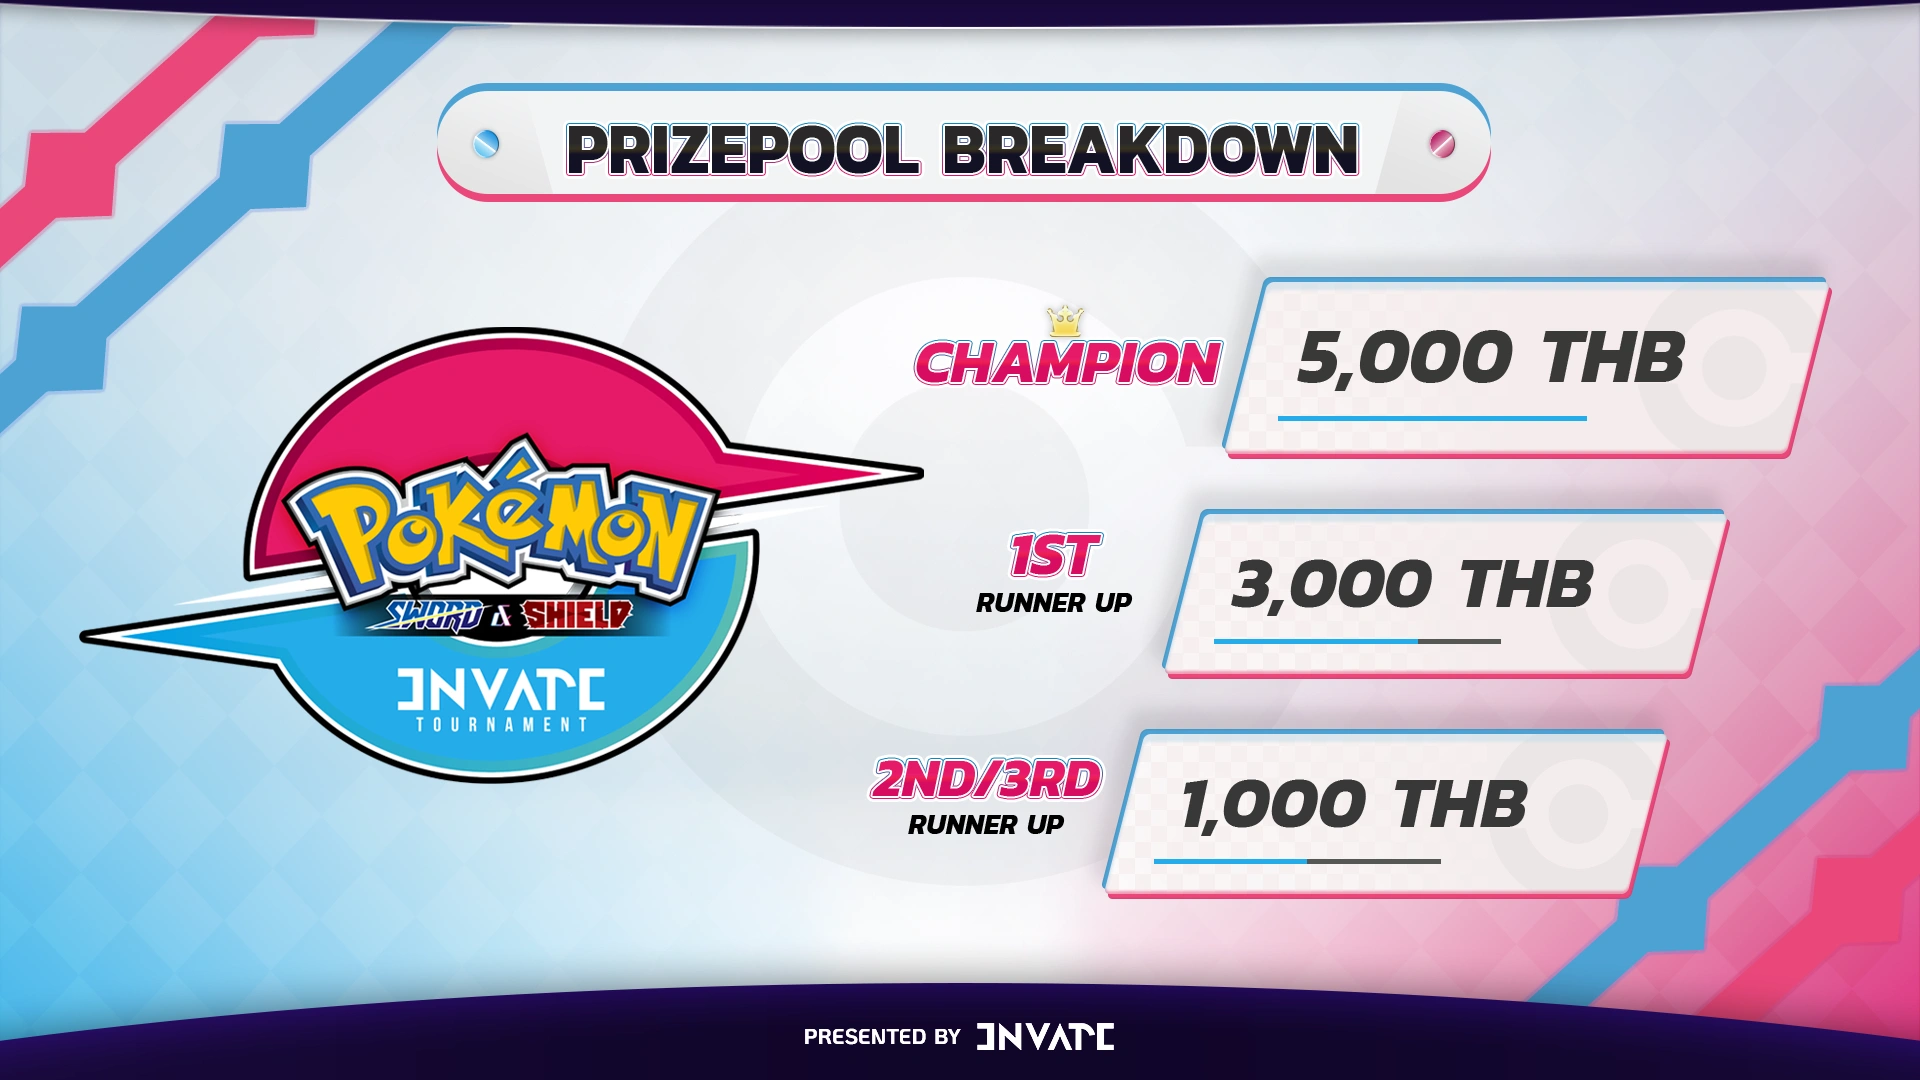 PRIZEPOOL BREAKDOWN
CHAMPION
5,000 THB
POKéMON
SWORD & SHIELD
INVATE
TOURNAMENT
1ST
RUNNER UP
3,000 THB
2ND/3RD
RUNNER UP
1,000 THB
PRESENTED BY INVATE